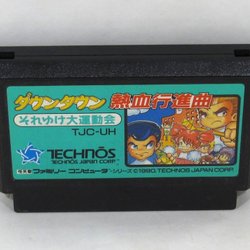 ダウンタウン 熱血行進曲
それゆけ大運動会
TJC-UH
TECHNŌS
TECHNOS JAPAN CORP.
ファミリー コンピュータ シリーズ ©1990, TECHNOS JAPAN CORP.